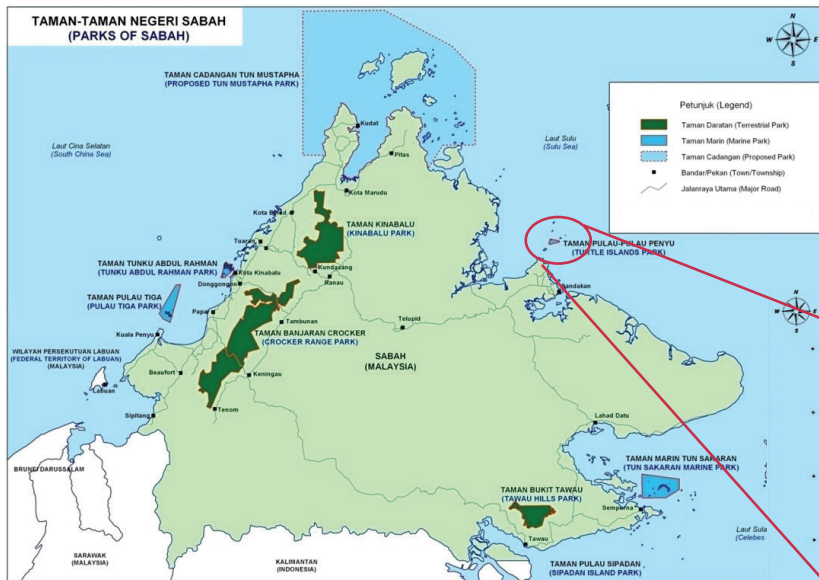 TAMAN-TAMAN NEGERI SABAH
(PARKS OF SABAH)
N
W
E
S
TAMAN CADANGAN TUN MUSTAPHA
(PROPOSED TUN MUSTAPHA PARK)
Petunjuk (Legend)
Taman Daratan (Terrestrial Park)
Taman Marin (Marine Park)
Taman Cadangan (Proposed Park)
Bandar/Pekan (Town/Township)
Jalanraya Utama (Major Road)
Kudat
Laut Cina Selatan
(South China Sea)
Laut Sulu
(Sulu Sea)
Pitas
Kota Marudu
Kota Belud
TAMAN KINABALU
(KINABALU PARK)
Tuaran
TAMAN PULAU-PULAU PENYU
(TURTLE ISLANDS PARK)
TAMAN TUNKU ABDUL RAHMAN
(TUNKU ABDUL RAHMAN PARK)
Kota Kinabalu
Kundasang
Ranau
Donggongon
Sandakan
TAMAN PULAU TIGA
(PULAU TIGA PARK)
Papar
Tambunan
Telupid
N
W
E
S
Kuala Penyu
TAMAN BANJARAN CROCKER
(CROCKER RANGE PARK)
WILAYAH PERSEKUTUAN LABUAN
(FEDERAL TERRITORY OF LABUAN)
(MALAYSIA)
SABAH
(MALAYSIA)
Beaufort
Keningau
Labuan
Sipitang
Tenom
Lahad Datu
BRUNEI DARUSSALAM
TAMAN MARIN TUN SAKARAN
(TUN SAKARAN MARINE PARK)
TAMAN BUKIT TAWAU
(TAWAU HILLS PARK)
Semporna
Laut Sula
(Celebes
Tawau
SARAWAK
(MALAYSIA)
KALIMANTAN
(INDONESIA)
TAMAN PULAU SIPADAN
(SIPADAN ISLAND PARK)